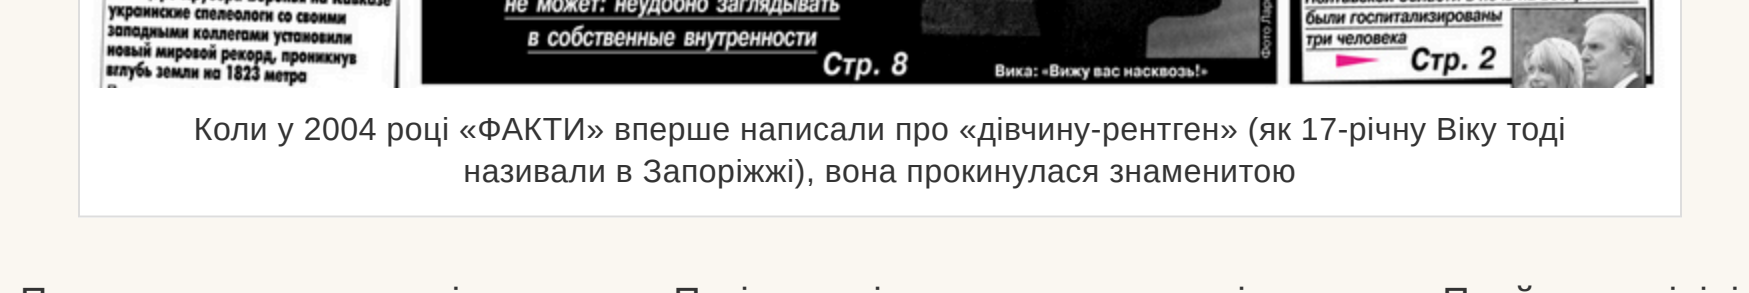 украинские спелеологи со своими
западными коллегами установили
новый мировой рекорд, проникнув
вглубь земли на 1823 метра
не может: неудобно заглядывать
в собственные внутренности
Стр. 8
Вика: «Вижу вас насквозь!»
были госпитализированы
три человека
Стр. 2
Коли у 2004 році «ФАКТИ» вперше написали про «дівчину-рентген» (як 17-річну Віку тоді
називали в Запоріжжі), вона прокинулася знаменитою